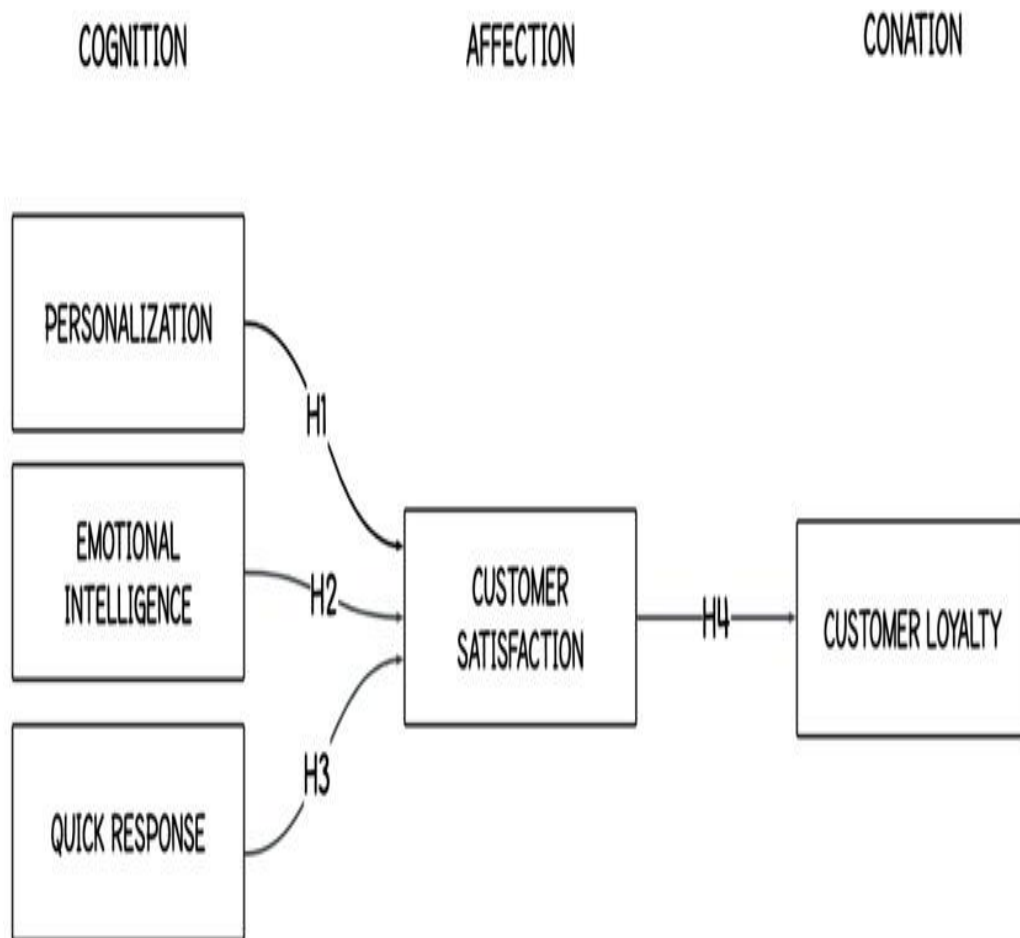 COGNITION
AFFECTION
CONATION
PERSONALIZATION
H1
EMOTIONAL
INTELLIGENCE
H2
CUSTOMER
SATISFACTION
H4
CUSTOMER LOYALTY
H3
QUICK RESPONSE